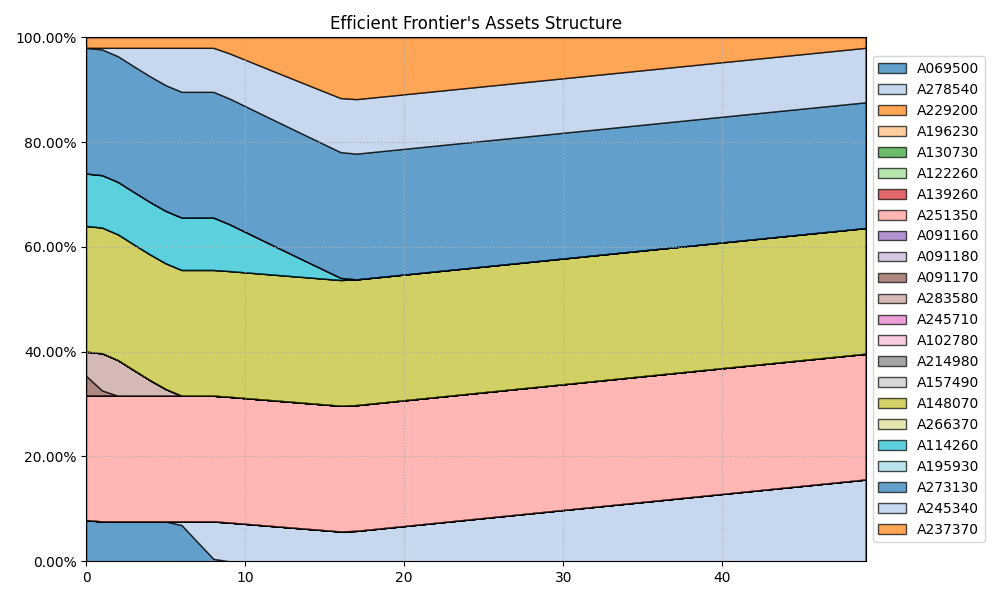 Efficient Frontier's Assets Structure
100.00%
80.00%
60.00%
40.00%
20.00%
0.00%
0
10
20
30
40
A069500
A278540
A229200
A196230
A130730
A122260
A139260
A251350
A091160
A091180
A091170
A283580
A245710
A102780
A214980
A157490
A148070
A266370
A114260
A195930
A273130
A245340
A237370